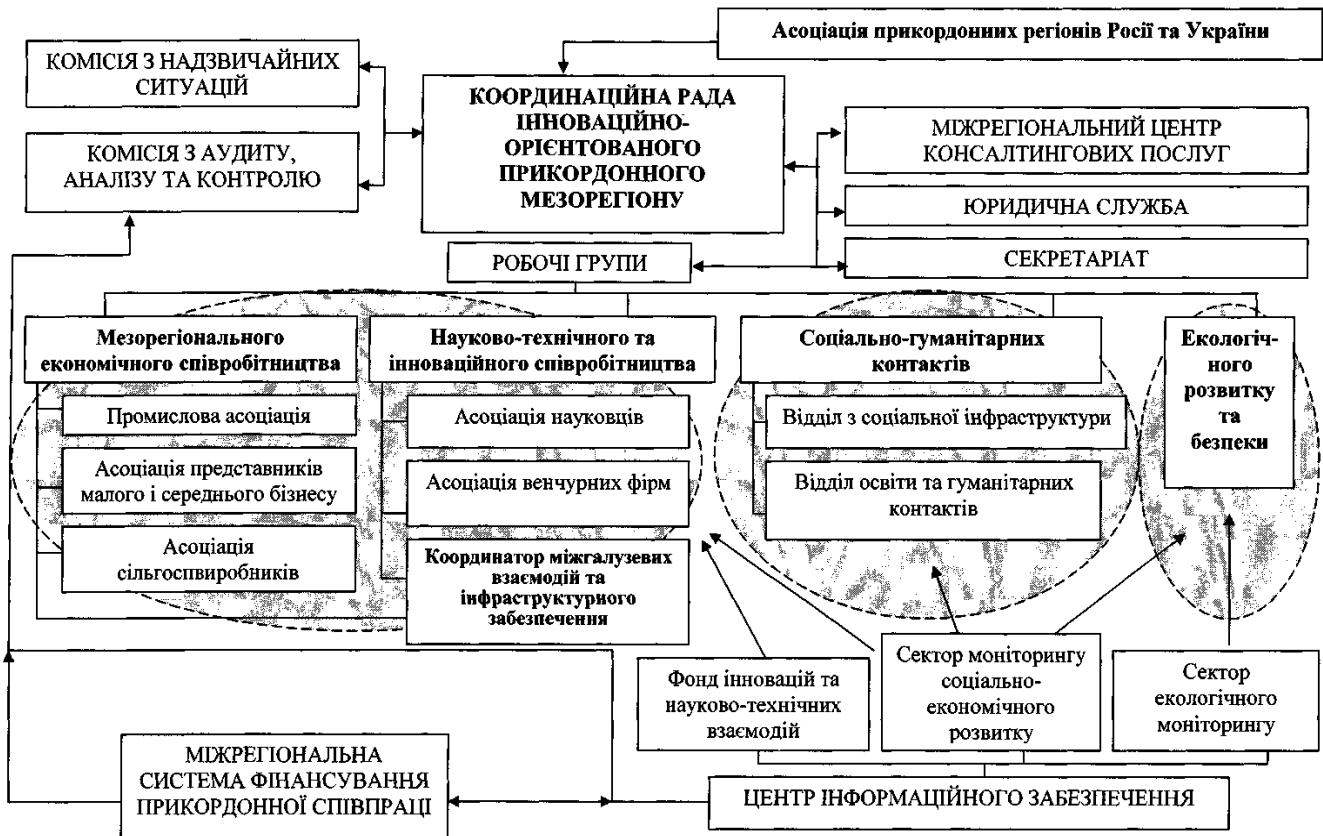 Асоціація прикордонних регіонів Росії та України
КОМІСІЯ З НАДЗВИЧАЙНИХ
СИТУАЦІЙ
КОМІСІЯ З АУДИТУ,
АНАЛІЗУ ТА КОНТРОЛЮ
КООРДИНАЦІЙНА РАДА
ІННОВАЦІЙНО-
ОРІЄНТОВАНОГО
ПРИКОРДОННОГО
МЕЗОРЕГІОНУ
МІЖРЕГІОНАЛЬНИЙ ЦЕНТР
КОНСАЛТИНГОВИХ ПОСЛУГ
ЮРИДИЧНА СЛУЖБА
СЕКРЕТАРІАТ
РОБОЧІ ГРУПИ
Мезорегіонального
економічного співробітництва
Промислова асоціація
Асоціація представників
малого і середнього бізнесу
Асоціація
сільгоспвиробників
Науково-технічного та
інноваційного співробітництва
Асоціація науковців
Асоціація венчурних фірм
Координатор міжгалузевих
взаємодій та
інфраструктурного
забезпечення
Соціально-гуманітарних
контактів
Відділ з соціальної інфраструктури
Відділ освіти та гуманітарних
контактів
Екологіч-
ного
розвитку
та
безпеки
Фонд інновацій та
науково-технічних
взаємодій
Сектор моніторингу
соціально-
економічного
розвитку
Сектор
екологічного
моніторингу
МІЖРЕГІОНАЛЬНА
СИСТЕМА ФІНАНСУВАННЯ
ПРИКОРДОННОЇ СПІВПРАЦІ
ЦЕНТР ІНФОРМАЦІЙНОГО ЗАБЕЗПЕЧЕННЯ